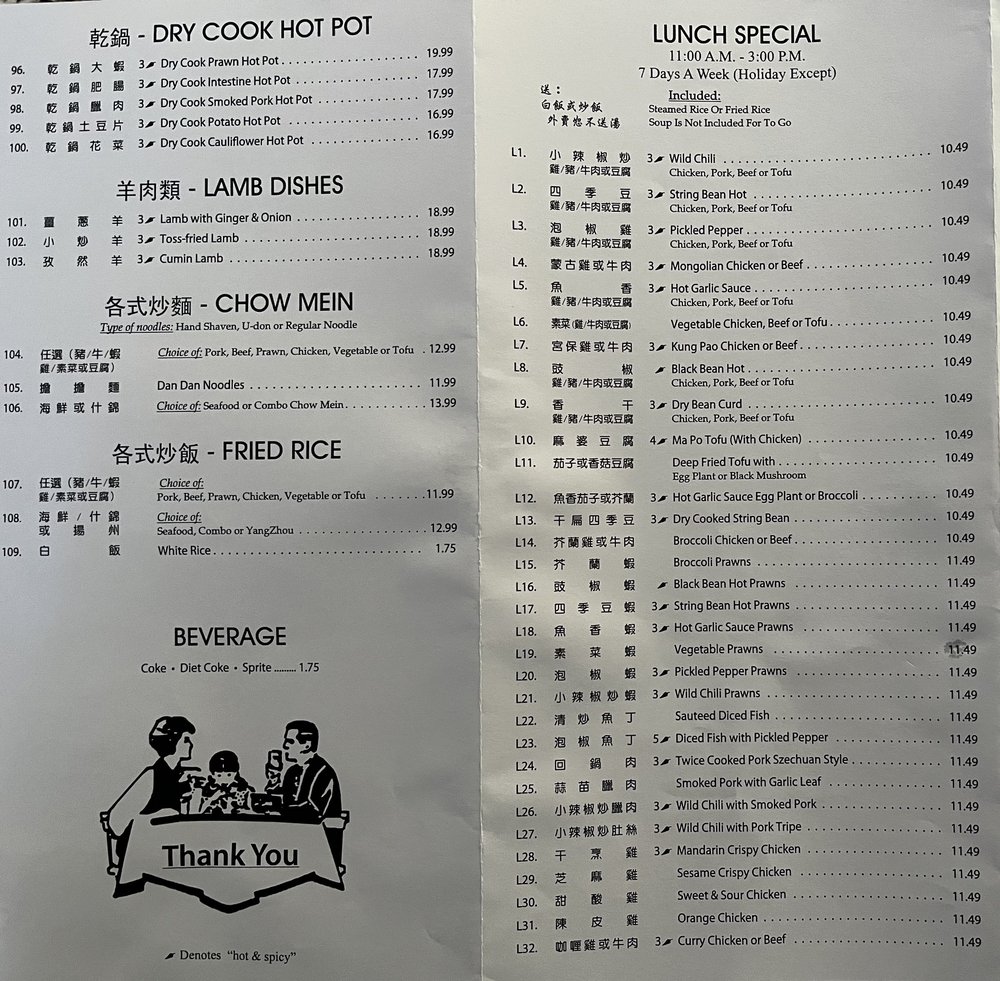 乾鍋 - DRY COOK HOT POT
96. 乾鍋大蝦 3 Dry Cook Prawn Hot Pot 19.99
97. 乾鍋肥腸 3 Dry Cook Intestine Hot Pot 17.99
98. 乾鍋臘肉 3 Dry Cook Smoked Pork Hot Pot 17.99
99. 乾鍋土豆片 3 Dry Cook Potato Hot Pot 16.99
100. 乾鍋花菜 3 Dry Cook Cauliflower Hot Pot 16.99
羊肉類 - LAMB DISHES
101. 薑蔥羊 3 Lamb with Ginger & Onion 18.99
102. 小炒羊 3 Toss-fried Lamb 18.99
103. 孜然羊 3 Cumin Lamb 18.99
各式炒麵 - CHOW MEIN
Type of noodles: Hand Shaven, U-don or Regular Noodle
104. 任選 (豬/牛/蝦 Choice of: Pork, Beef, Prawn, Chicken, Vegetable or Tofu 12.99
雞/素菜或豆腐)
105. 擔擔麵 Dan Dan Noodles 11.99
106. 海鮮或什錦 Choice of: Seafood or Combo Chow Mein 13.99
各式炒飯 - FRIED RICE
107. 任選 (豬/牛/蝦 Choice of:
雞/素菜或豆腐) Pork, Beef, Prawn, Chicken, Vegetable or Tofu 11.99
108. 海鮮/什錦 Choice of:
或揚州 Seafood, Combo or YangZhou 12.99
109. 白飯 White Rice 1.75
BEVERAGE
Coke • Diet Coke • Sprite ......... 1.75
Thank You
Denotes "hot & spicy"
LUNCH SPECIAL
11:00 A.M. - 3:00 P.M.
7 Days A Week (Holiday Except)
送：
Included:
白飯或炒飯 Steamed Rice Or Fried Rice
外賣恕不送湯 Soup Is Not Included For To Go
L1. 小辣椒炒 3 Wild Chili 10.49
雞/豬/牛肉或豆腐 Chicken, Pork, Beef or Tofu
L2. 四季豆 3 String Bean Hot 10.49
雞/豬/牛肉或豆腐 Chicken, Pork, Beef or Tofu
L3. 泡椒雞 3 Pickled Pepper 10.49
雞/豬/牛肉或豆腐 Chicken, Pork, Beef or Tofu
L4. 蒙古雞或牛肉 3 Mongolian Chicken or Beef 10.49
L5. 魚香 3 Hot Garlic Sauce 10.49
雞/豬/牛肉或豆腐 Chicken, Pork, Beef or Tofu
L6. 素菜(雞/牛肉或豆腐) Vegetable Chicken, Beef or Tofu 10.49
L7. 宮保雞或牛肉 3 Kung Pao Chicken or Beef 10.49
L8. 豉椒 Black Bean Hot 10.49
雞/豬/牛肉或豆腐 Chicken, Pork, Beef or Tofu
L9. 香干 3 Dry Bean Curd 10.49
雞/豬/牛肉或豆腐 Chicken, Pork, Beef or Tofu
L10. 麻婆豆腐 4 Ma Po Tofu (With Chicken) 10.49
L11. 茄子或香菇豆腐 Deep Fried Tofu with 10.49
Egg Plant or Black Mushroom
L12. 魚香茄子或芥蘭 3 Hot Garlic Sauce Egg Plant or Broccoli 10.49
L13. 干扁四季豆 3 Dry Cooked String Bean 10.49
L14. 芥蘭雞或牛肉 Broccoli Chicken or Beef 10.49
L15. 芥蘭蝦 Broccoli Prawns 11.49
L16. 豉椒蝦 Black Bean Hot Prawns 11.49
L17. 四季豆蝦 3 String Bean Hot Prawns 11.49
L18. 魚香蝦 3 Hot Garlic Sauce Prawns 11.49
L19. 素菜蝦 Vegetable Prawns 11.49
L20. 泡椒蝦 3 Pickled Pepper Prawns 11.49
L21. 小辣椒炒蝦 3 Wild Chili Prawns 11.49
L22. 清炒魚丁 Sauteed Diced Fish 11.49
L23. 泡椒魚丁 5 Diced Fish with Pickled Pepper 11.49
L24. 回鍋肉 3 Twice Cooked Pork Szechuan Style 11.49
L25. 蒜苗臘肉 Smoked Pork with Garlic Leaf 11.49
L26. 小辣椒炒臘肉 3 Wild Chili with Smoked Pork 11.49
L27. 小辣椒炒肚絲 3 Wild Chili with Pork Tripe 11.49
L28. 干烹雞 3 Mandarin Crispy Chicken 11.49
L29. 芝麻雞 Sesame Crispy Chicken 11.49
L30. 甜酸雞 Sweet & Sour Chicken 11.49
L31. 陳皮雞 Orange Chicken 11.49
L32. 咖喱雞或牛肉 3 Curry Chicken or Beef 11.49